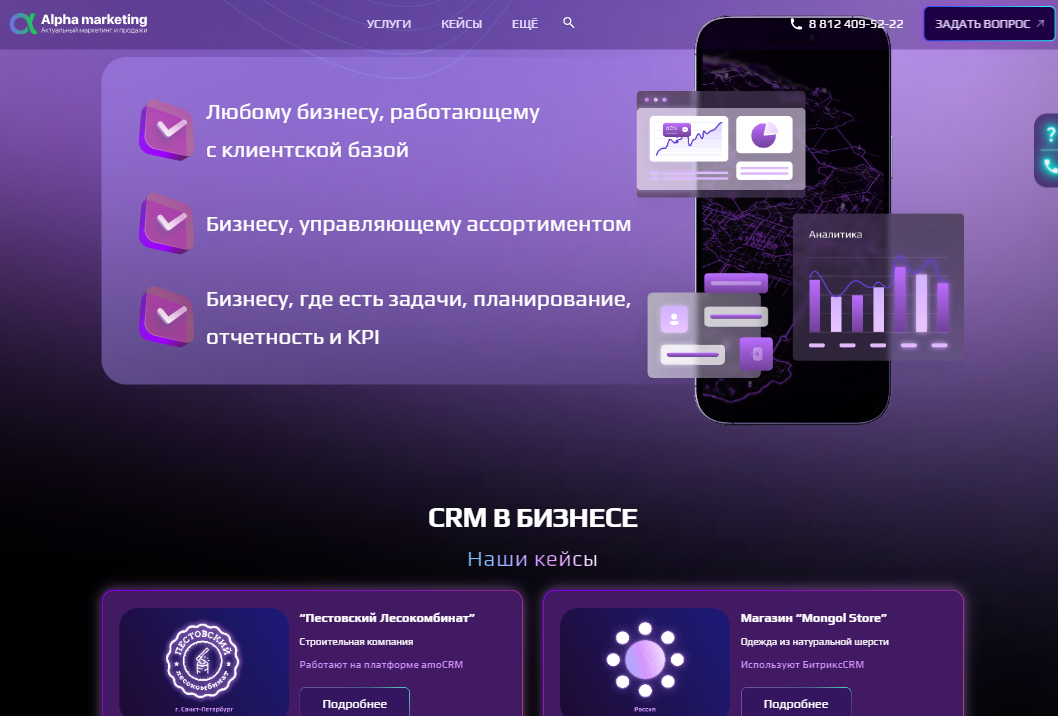 Alpha marketing
Актуальный маркетинг и продажи
УСЛУГИ
КЕЙСЫ
ЕЩЁ
8 812 409-52-22
ЗАДАТЬ ВОПРОС
?
Любому бизнесу, работающему
с клиентской базой
Бизнесу, управляющему ассортиментом
Бизнесу, где есть задачи, планирование,
отчетность и KPI
60%
Аналитика
CRM В БИЗНЕСЕ
Наши кейсы
ПЕСТОВСКИЙ
лесокомбинат
г. Санкт-Петербург
“Пестовский Лесокомбинат”
Строительная компания
Работают на платформе amoCRM
Подробнее
Россия
Магазин “Mongol Store”
Одежда из натуральной шерсти
Используют БитриксCRM
Подробнее